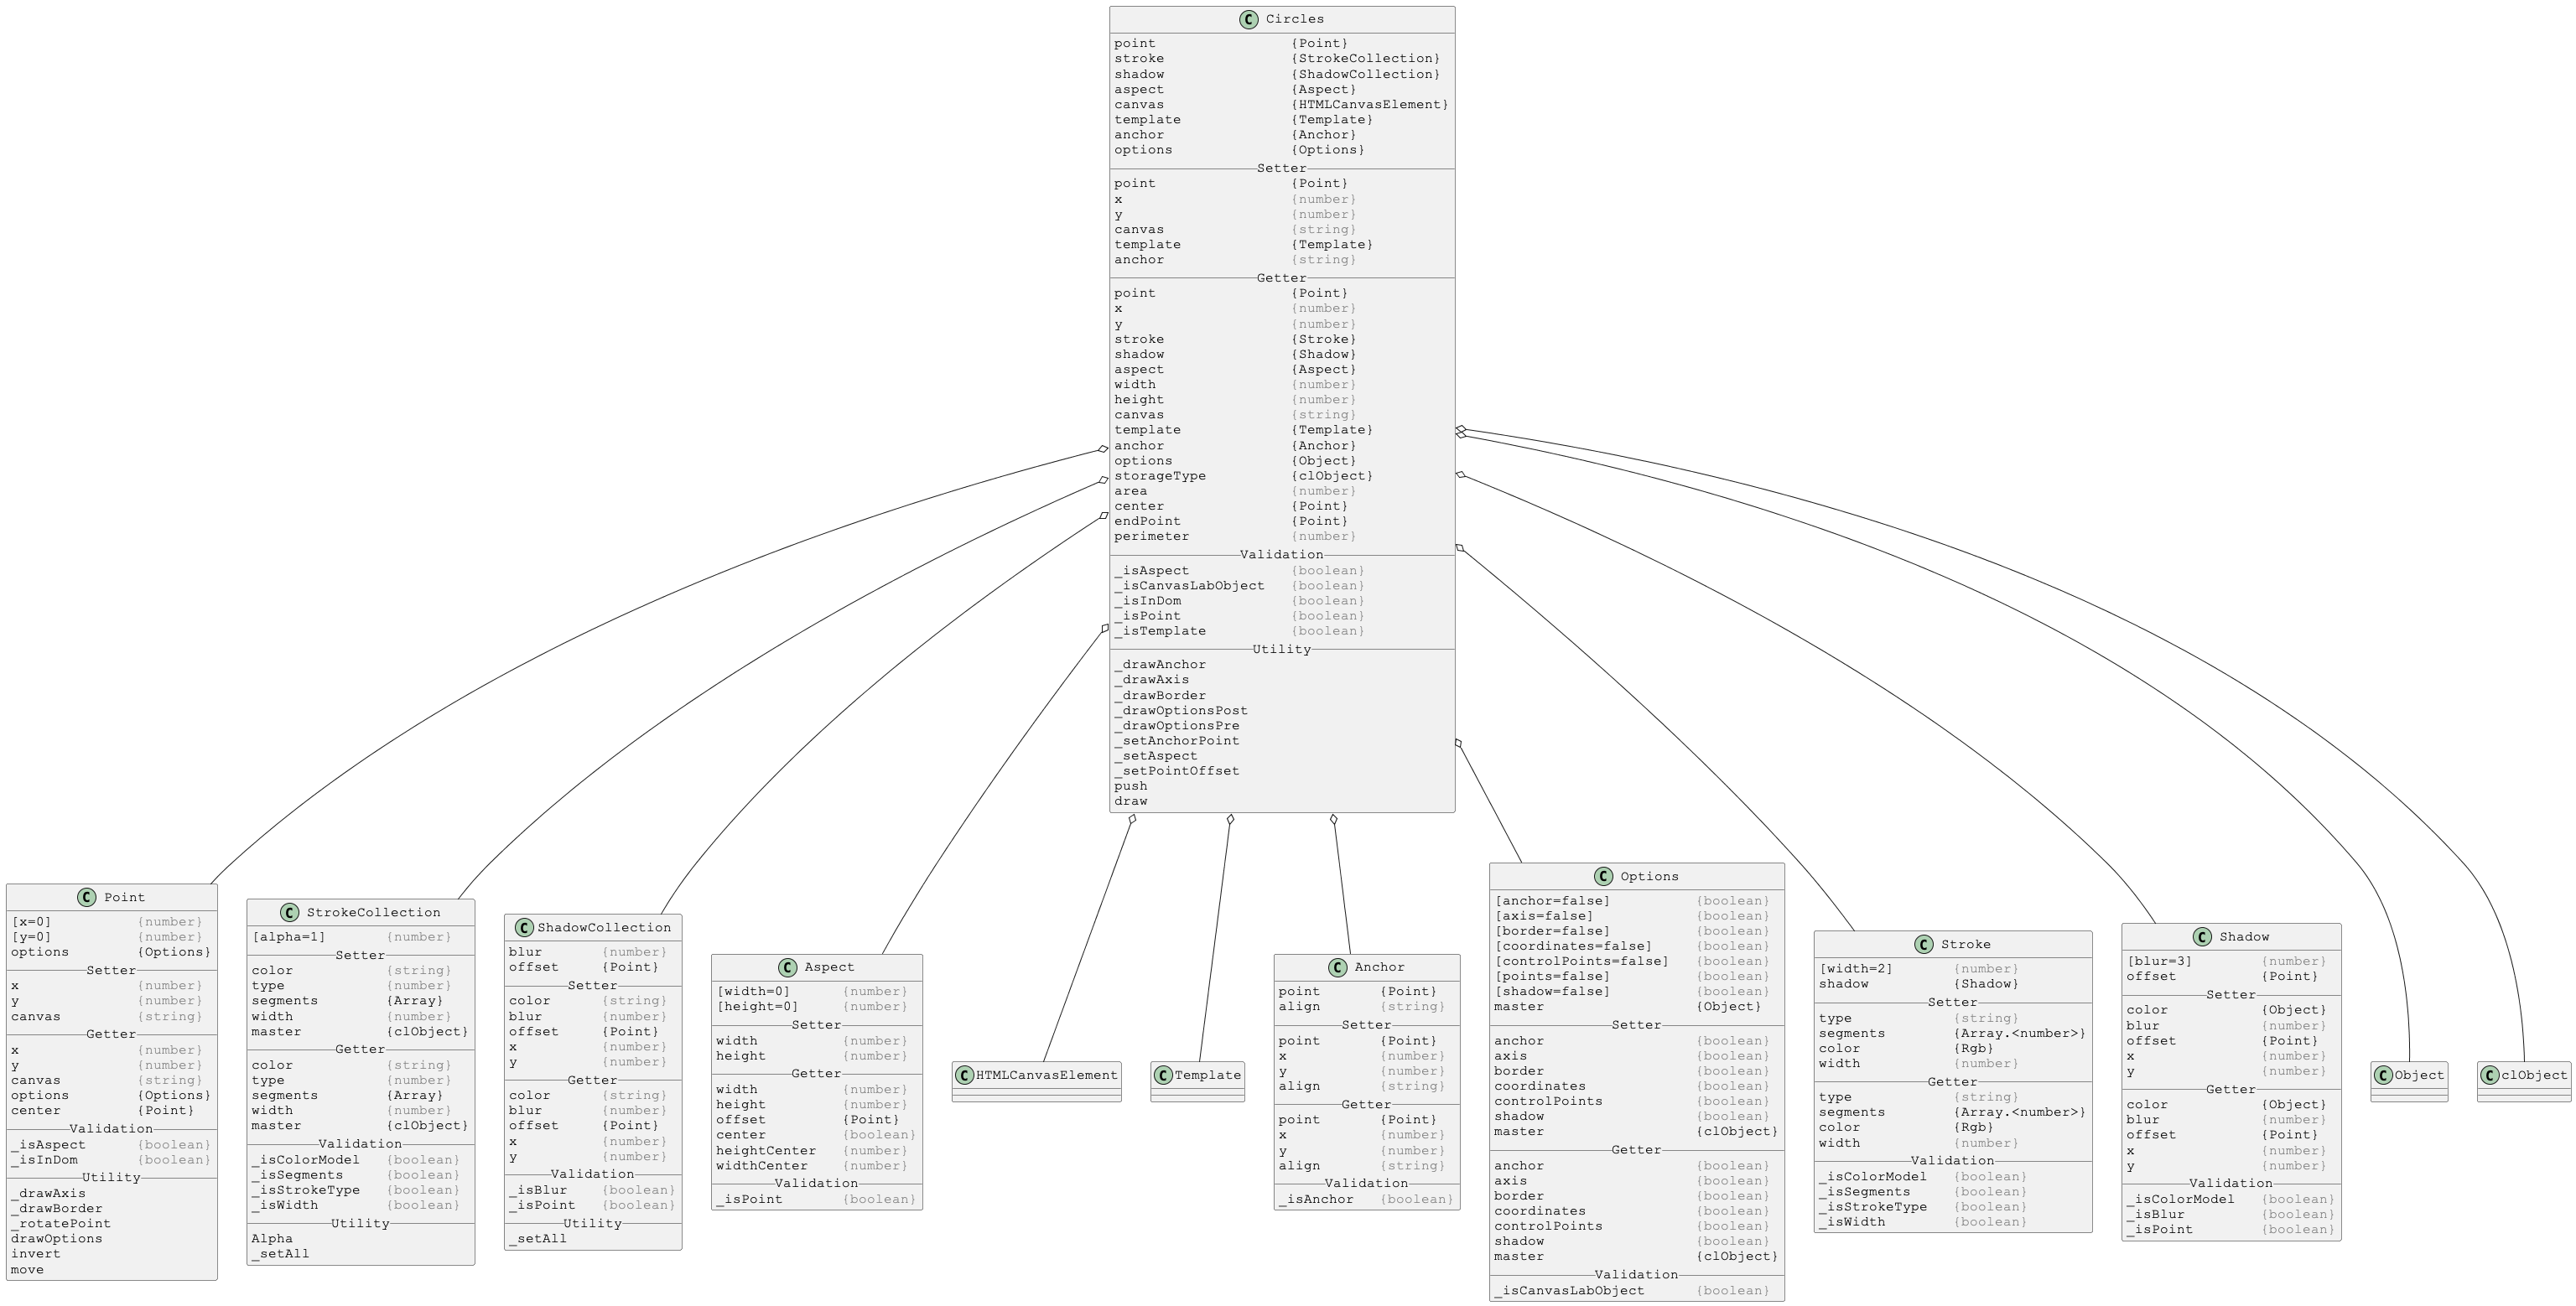 C Circles
point {Point}
stroke {StrokeCollection}
shadow {ShadowCollection}
aspect {Aspect}
canvas {HTMLCanvasElement}
template {Template}
anchor {Anchor}
options {Options}
Setter
point {Point}
x {number}
y {number}
canvas {string}
template {Template}
anchor {string}
Getter
point {Point}
x {number}
y {number}
stroke {Stroke}
shadow {Shadow}
aspect {Aspect}
width {number}
height {number}
canvas {string}
template {Template}
anchor {Anchor}
options {Object}
storageType {clObject}
area {number}
center {Point}
endPoint {Point}
perimeter {number}
Validation
_isAspect {boolean}
_isCanvasLabObject {boolean}
_isInDom {boolean}
_isPoint {boolean}
_isTemplate {boolean}
Utility
_drawAnchor
_drawAxis
_drawBorder
_drawOptionsPost
_drawOptionsPre
_setAnchorPoint
_setAspect
_setPointOffset
push
draw
C Point
[x=0] {number}
[y=0] {number}
options {Options}
Setter
x {number}
y {number}
canvas {string}
Getter
x {number}
y {number}
canvas {string}
options {Options}
center {Point}
Validation
_isAspect {boolean}
_isInDom {boolean}
Utility
_drawAxis
_drawBorder
_rotatePoint
drawOptions
invert
move
C StrokeCollection
[alpha=1] {number}
Setter
color {string}
type {number}
segments {Array}
width {number}
master {clObject}
Getter
color {string}
type {number}
segments {Array}
width {number}
master {clObject}
Validation
_isColorModel {boolean}
_isSegments {boolean}
_isStrokeType {boolean}
_isWidth {boolean}
Utility
Alpha
_setAll
C ShadowCollection
blur {number}
offset {Point}
Setter
color {string}
blur {number}
offset {Point}
x {number}
y {number}
Getter
color {string}
blur {number}
offset {Point}
x {number}
y {number}
Validation
_isBlur {boolean}
_isPoint {boolean}
Utility
_setAll
C Aspect
[width=0] {number}
[height=0] {number}
Setter
width {number}
height {number}
Getter
width {number}
height {number}
offset {Point}
center {boolean}
heightCenter {number}
widthCenter {number}
Validation
_isPoint {boolean}
C HTMLCanvasElement
C Template
C Anchor
point {Point}
align {string}
Setter
point {Point}
x {number}
y {number}
align {string}
Getter
point {Point}
x {number}
y {number}
align {string}
Validation
_isAnchor {boolean}
C Options
[anchor=false] {boolean}
[axis=false] {boolean}
[border=false] {boolean}
[coordinates=false] {boolean}
[controlPoints=false] {boolean}
[points=false] {boolean}
[shadow=false] {boolean}
master {Object}
Setter
anchor {boolean}
axis {boolean}
border {boolean}
coordinates {boolean}
controlPoints {boolean}
shadow {boolean}
master {clObject}
Getter
anchor {boolean}
axis {boolean}
border {boolean}
coordinates {boolean}
controlPoints {boolean}
shadow {boolean}
master {clObject}
Validation
_isCanvasLabObject {boolean}
C Stroke
[width=2] {number}
shadow {Shadow}
Setter
type {string}
segments {Array.<number>}
color {Rgb}
width {number}
Getter
type {string}
segments {Array.<number>}
color {Rgb}
width {number}
Validation
_isColorModel {boolean}
_isSegments {boolean}
_isStrokeType {boolean}
_isWidth {boolean}
C Shadow
[blur=3] {number}
offset {Point}
Setter
color {Object}
blur {number}
offset {Point}
x {number}
y {number}
Getter
color {Object}
blur {number}
offset {Point}
x {number}
y {number}
Validation
_isColorModel {boolean}
_isBlur {boolean}
_isPoint {boolean}
C Object
C clObject